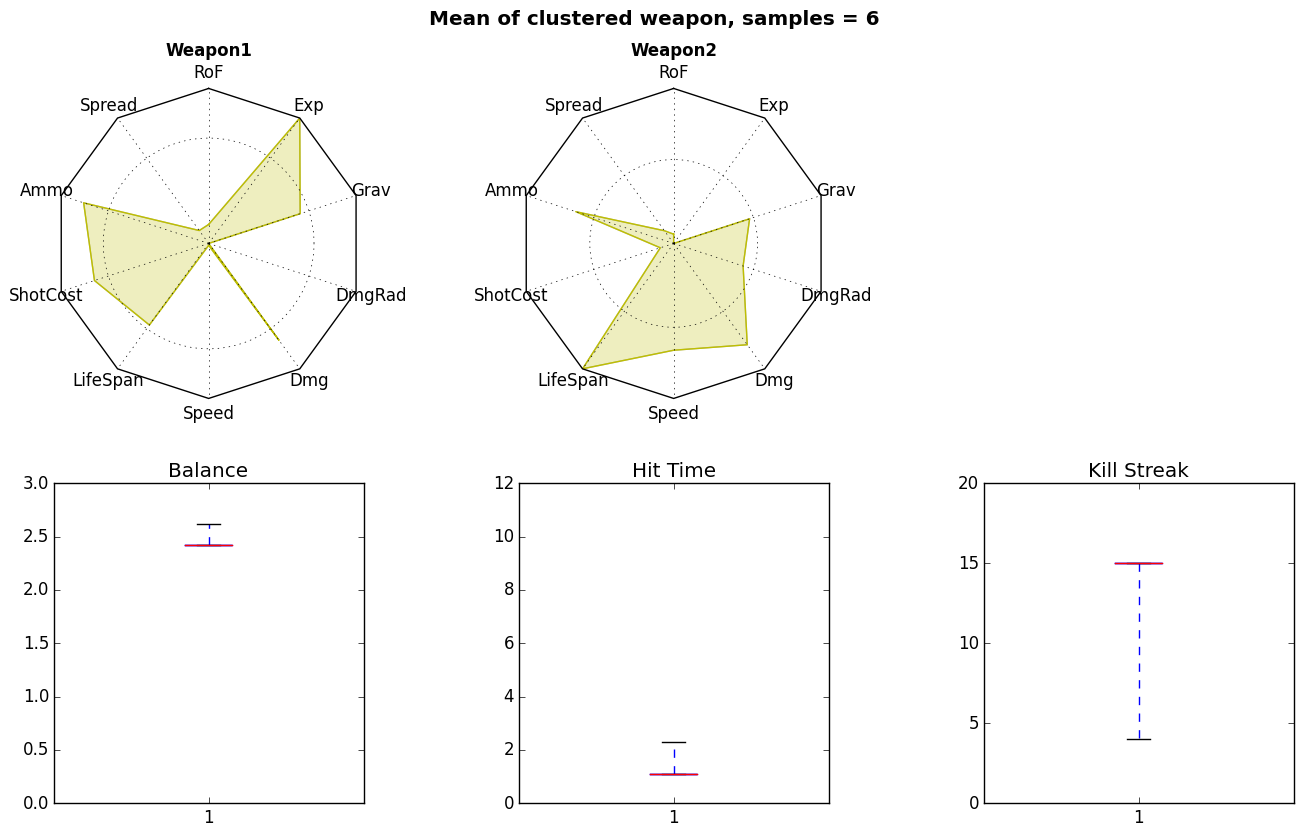 Mean of clustered weapon, samples = 6
Weapon1
RoF
Exp
Spread
Grav
Ammo
DmgRad
ShotCost
Dmg
LifeSpan
Speed
Weapon2
RoF
Exp
Spread
Grav
Ammo
DmgRad
ShotCost
Dmg
LifeSpan
Speed
Balance
3.0
2.5
2.0
1.5
1.0
0.5
0.0
1
Hit Time
12
10
8
6
4
2
0
1
Kill Streak
20
15
10
5
0
1